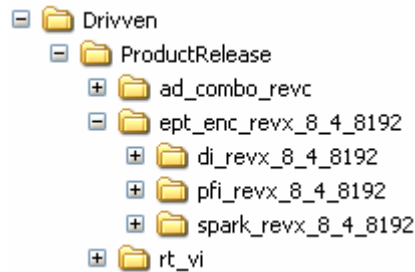 Drivven
ProductRelease
ad_combo_revc
ept_enc_revx_8_4_8192
di_revx_8_4_8192
pfi_revx_8_4_8192
spark_revx_8_4_8192
rt_vi